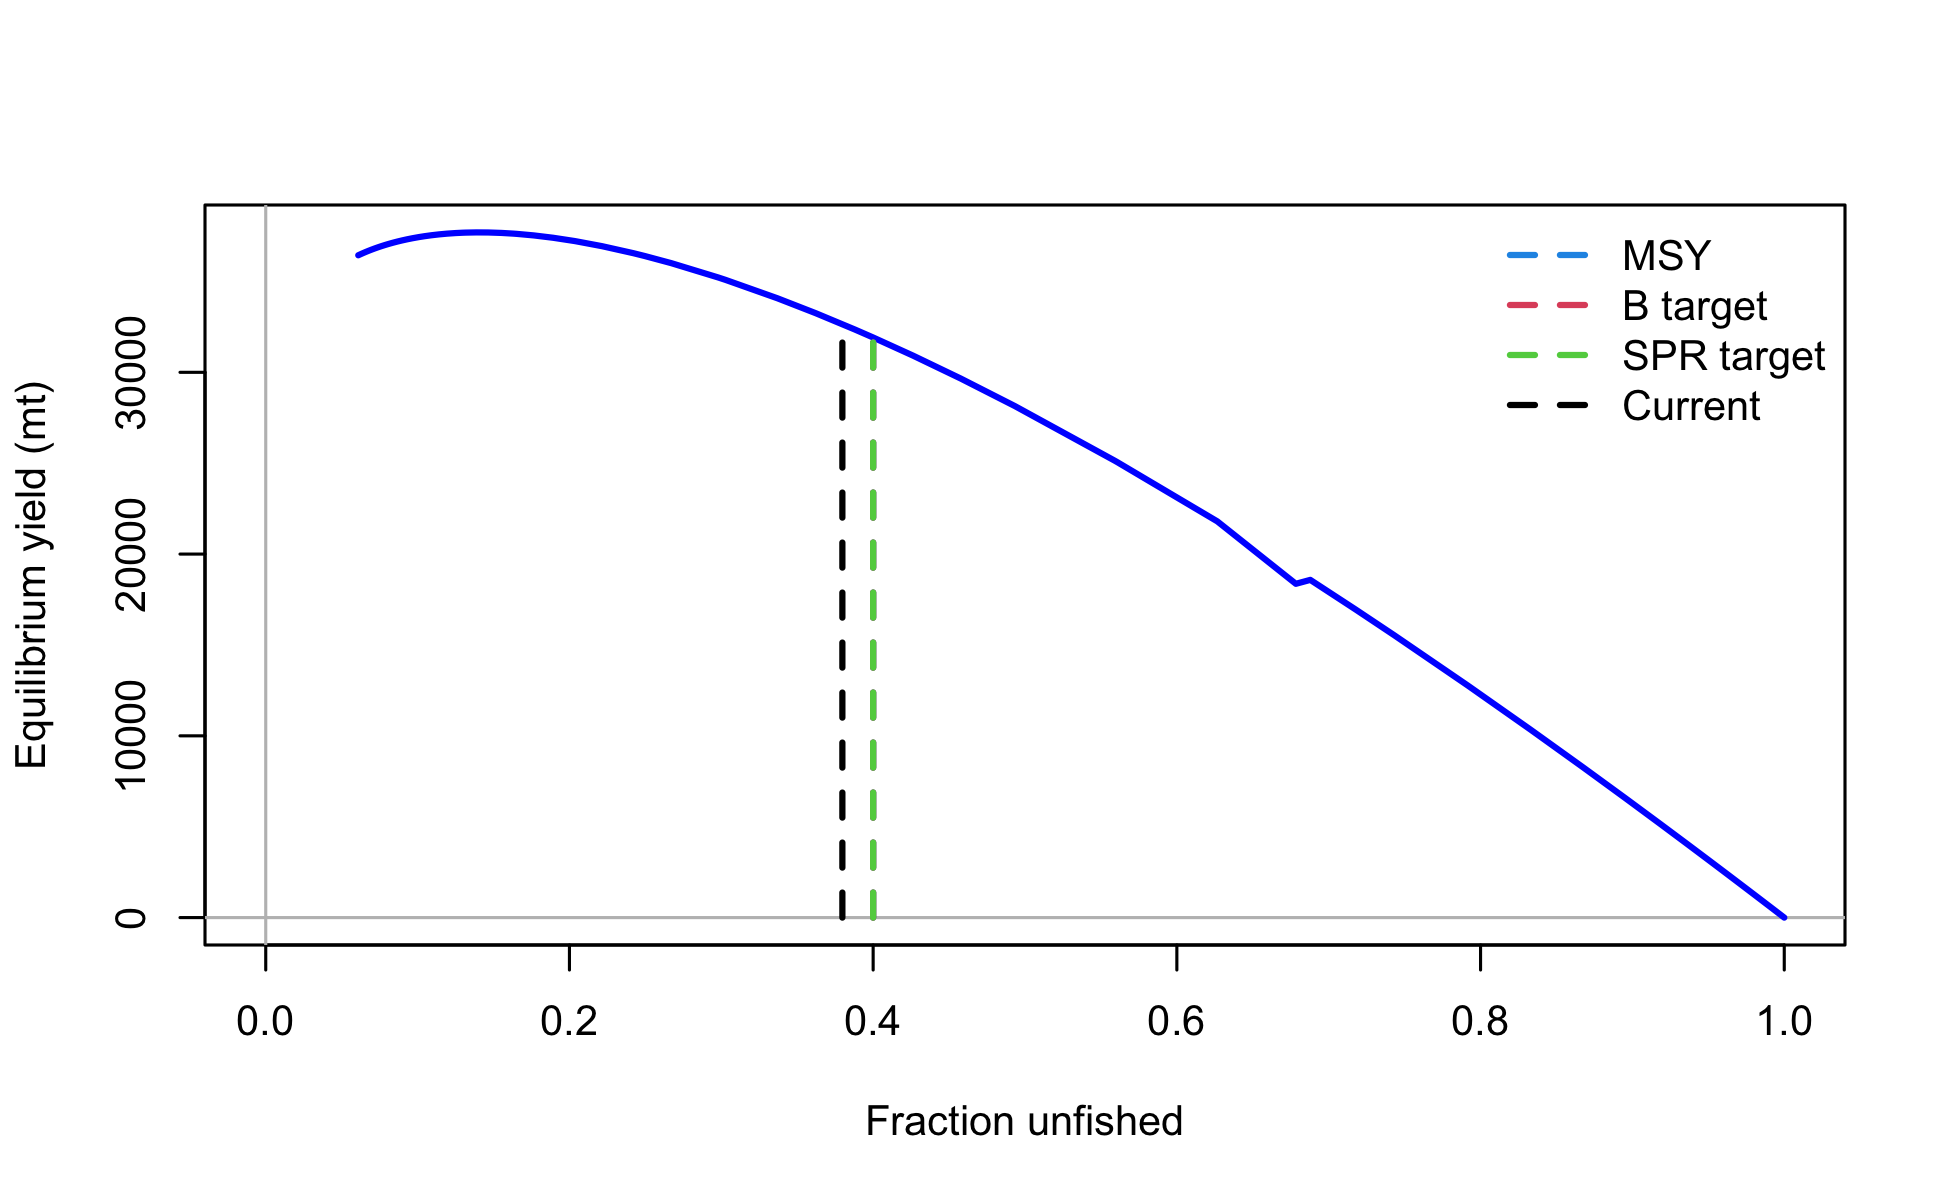 MSY
B target
SPR target
Current
Equilibrium yield (mt)
30000
20000
10000
0
0.0 0.2 0.4 0.6 0.8 1.0
Fraction unfished